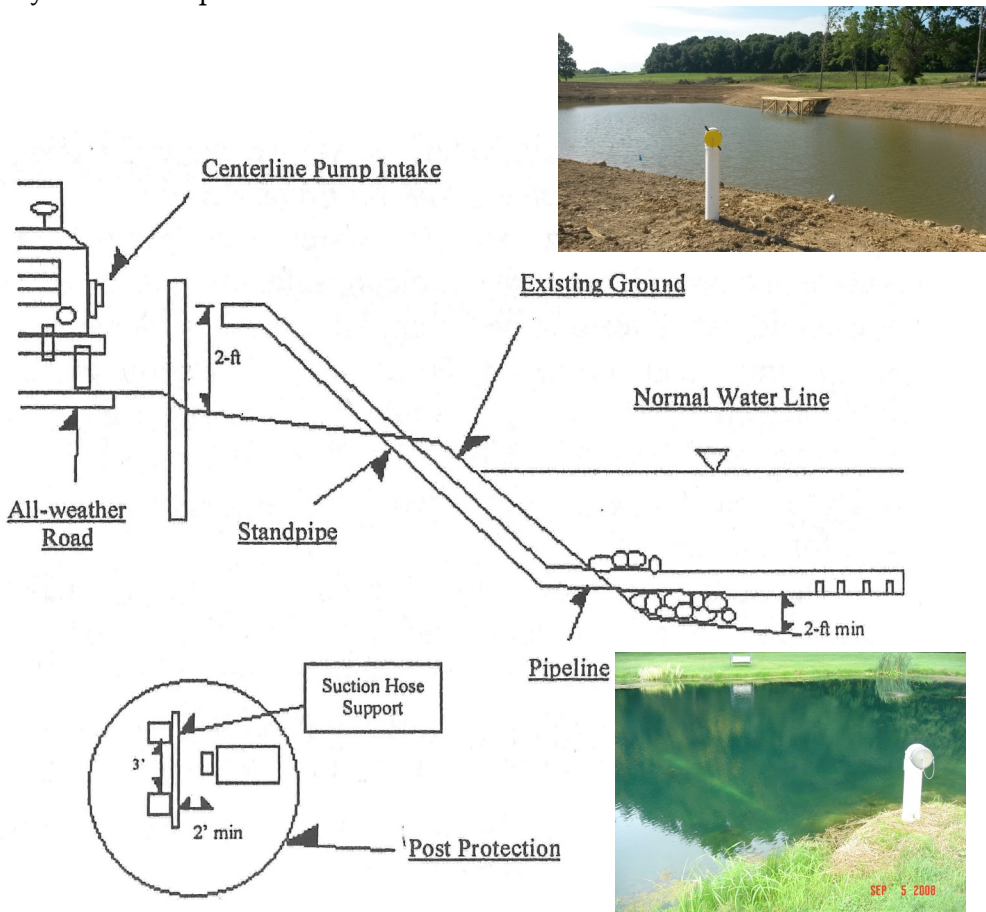 Centerline Pump Intake
Existing Ground
2-ft
Normal Water Line
All-weather
Road
Standpipe
2-ft min
Pipeline
Suction Hose
Support
3'
2' min
Post Protection
SEP 5 2008